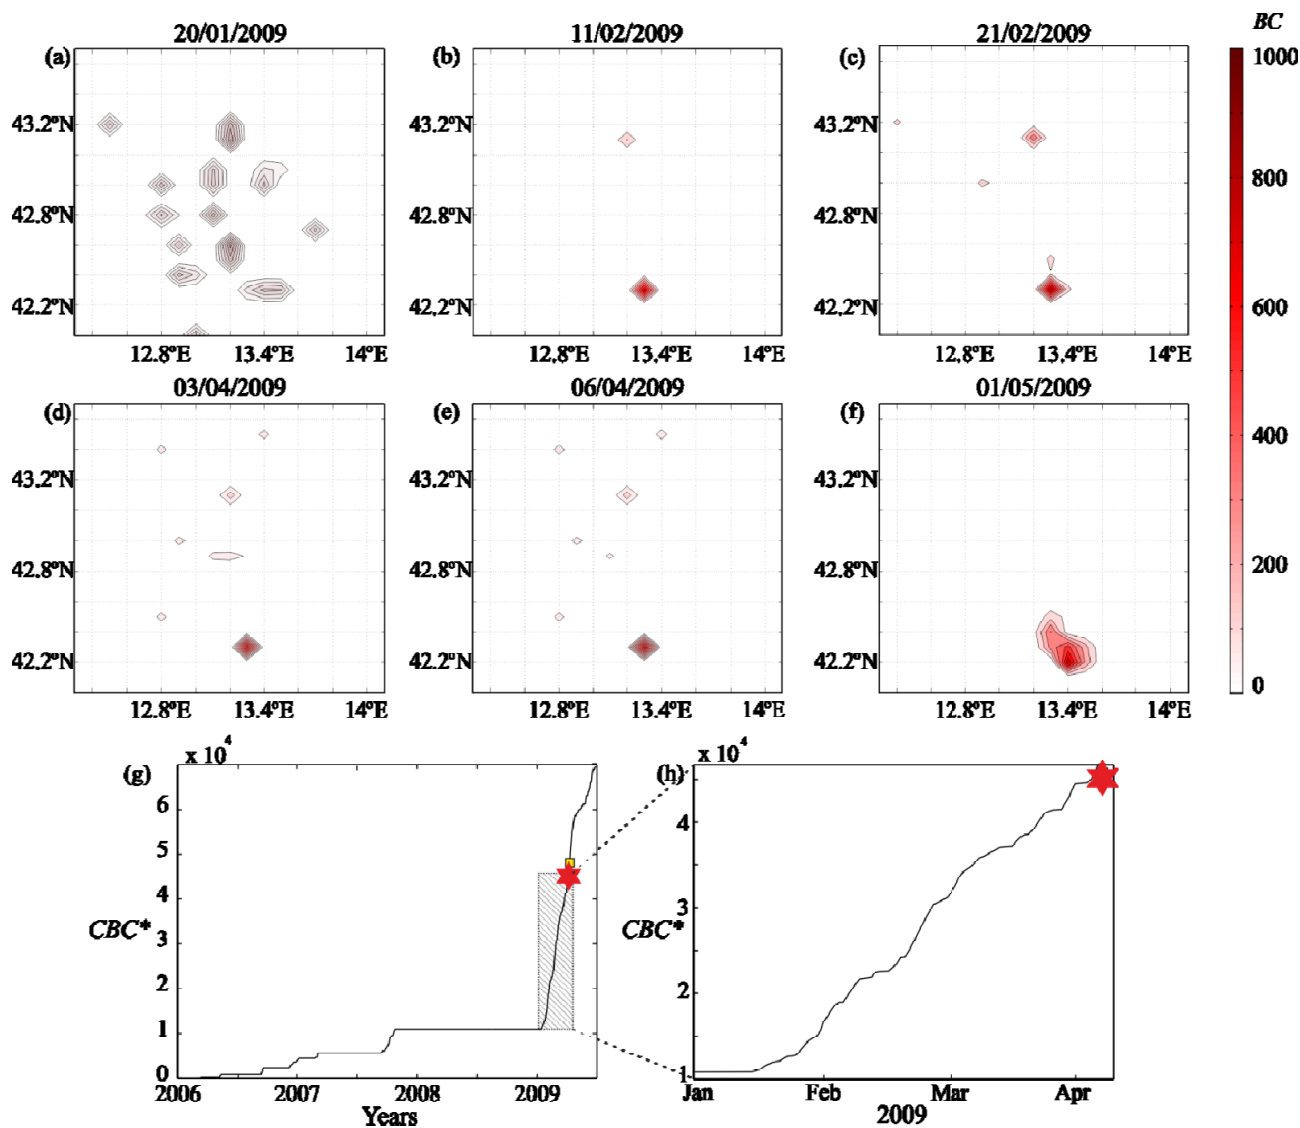 20/01/2009 11/02/2009 21/02/2009 BC
(a) (b) (c) 1000
43.2ºN 43.2ºN 43.2ºN
800
42.8ºN 42.8ºN 42.8ºN
600
42.2ºN 42.2ºN 42.2ºN
12.8ºE 13.4ºE 14ºE 12.8ºE 13.4ºE 14ºE 12.8ºE 13.4ºE 14ºE
03/04/2009 06/04/2009 01/05/2009
(d) (e) (f)
400
43.2ºN 43.2ºN 43.2ºN
42.8ºN 42.8ºN 42.8ºN
200
42.2ºN 42.2ºN 42.2ºN
0
12.8ºE 13.4ºE 14ºE 12.8ºE 13.4ºE 14ºE 12.8ºE 13.4ºE 14ºE
(g) x 10⁴
6
5
4
CBC*
3
2
1
0
2006 2007 2008 2009
Years
(h) x 10⁴
4
3
CBC*
2
1
Jan Feb Mar Apr
2009